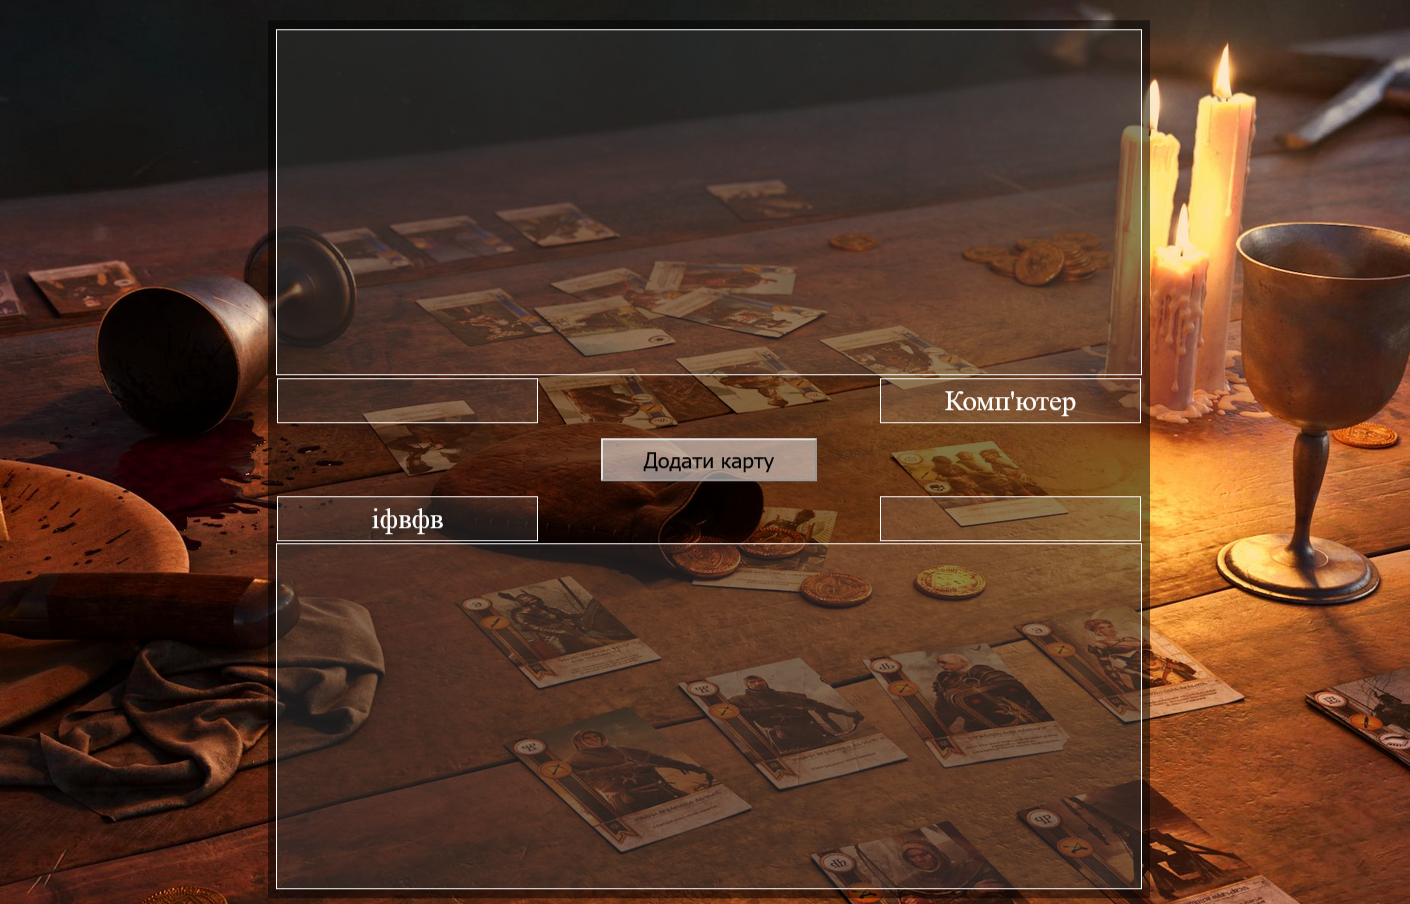 Комп'ютер
Додати карту
іфвфв